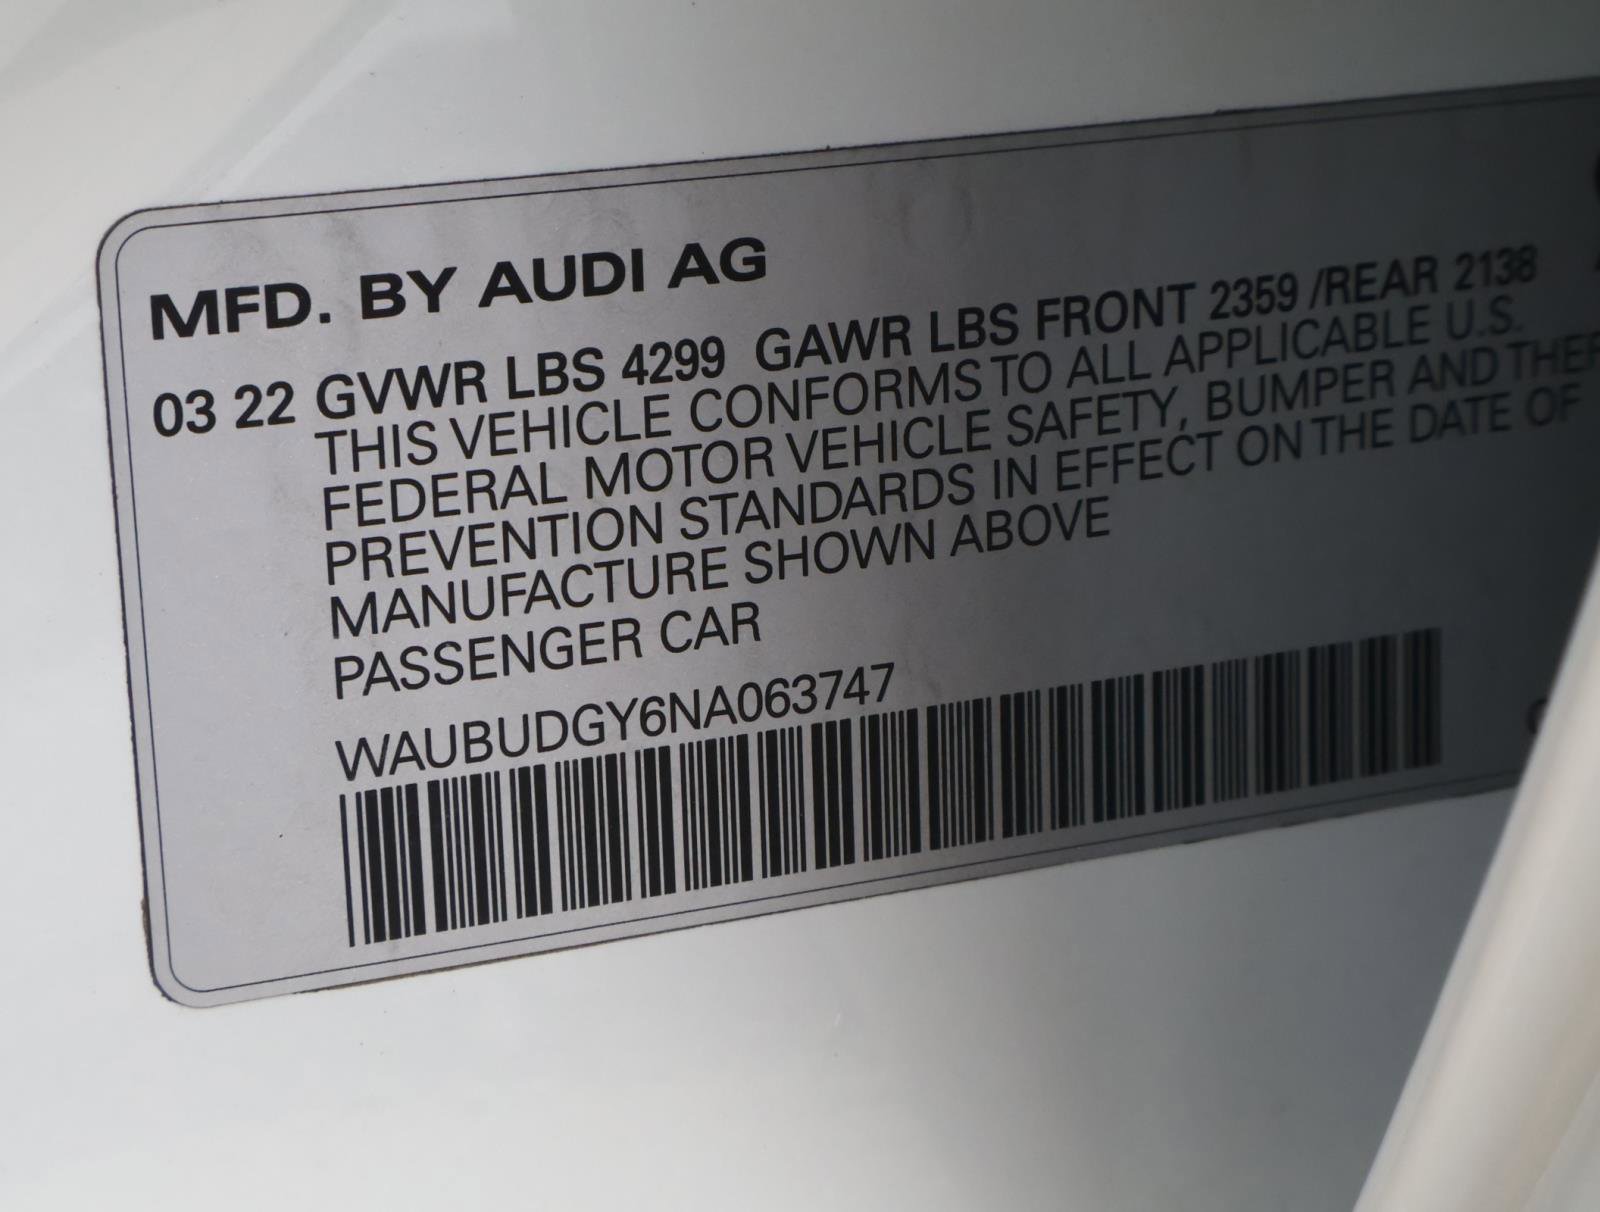 MFD. BY AUDI AG
03 22 GVWR LBS 4299 GAWR LBS FRONT 2359 /REAR 2138
THIS VEHICLE CONFORMS TO ALL APPLICABLE U.S.
FEDERAL MOTOR VEHICLE SAFETY, BUMPER AND
PREVENTION STANDARDS IN EFFECT ON THE DATE OF
MANUFACTURE SHOWN ABOVE
PASSENGER CAR
WAUBUDGY6NA063747